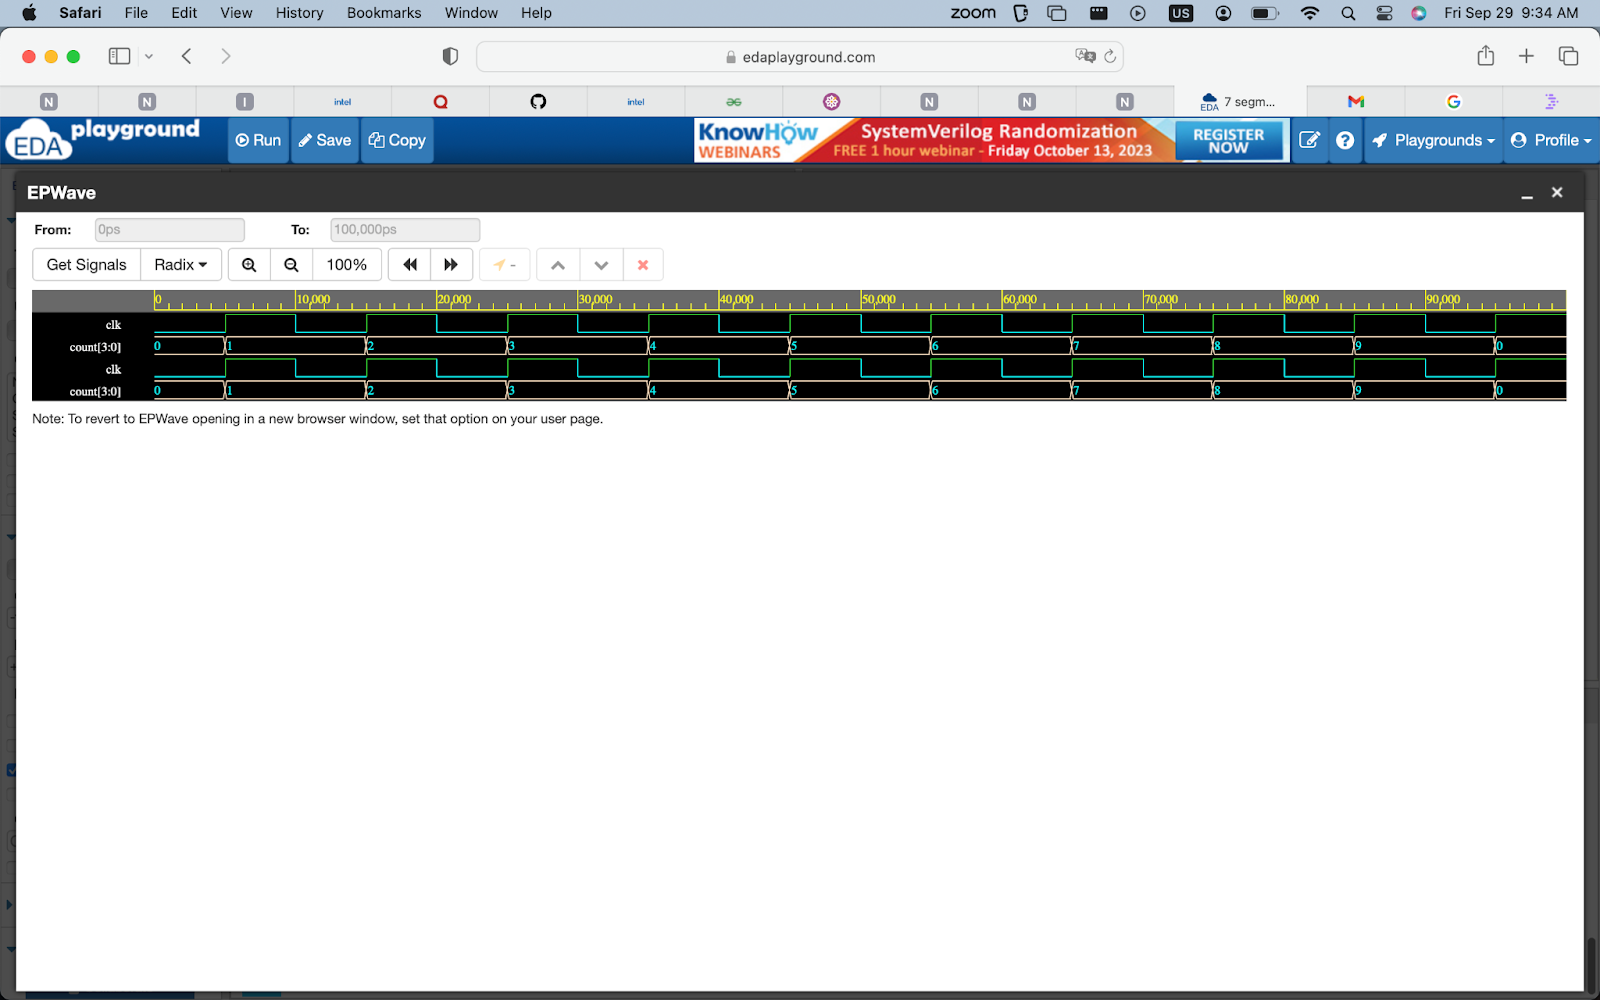 Safari File Edit View History Bookmarks Window Help zoom US Fri Sep 29 9:34 AM
edaplayground.com
N N I intel Q intel N N N EDA 7 segm... G
EDA playground Run Save Copy KnowHow WEBINARS SystemVerilog Randomization FREE 1 hour webinar - Friday October 13, 2023 REGISTER NOW Playgrounds Profile
EPWave
From: 0ps To: 100,000ps
Get Signals Radix 100% -
0 10,000 20,000 30,000 40,000 50,000 60,000 70,000 80,000 90,000
clk
count[3:0] 0 1 2 3 4 5 6 7 8 9 0
clk
count[3:0] 0 1 2 3 4 5 6 7 8 9 0
Note: To revert to EPWave opening in a new browser window, set that option on your user page.